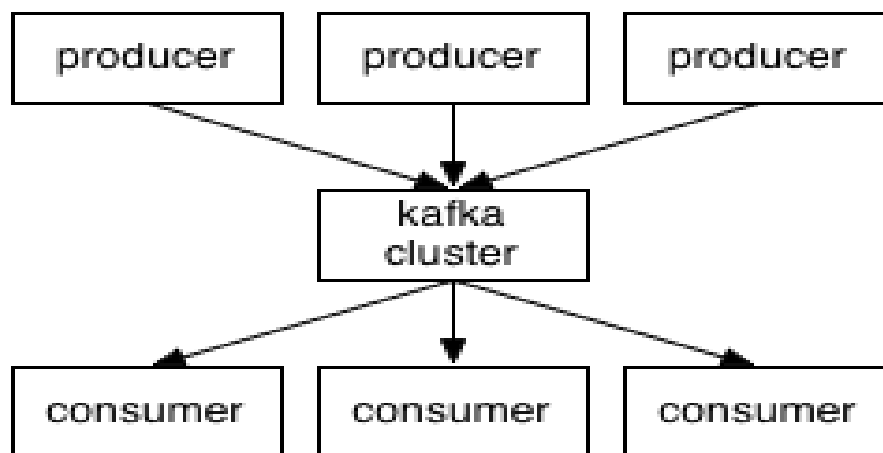 producer
producer
producer
kafka
cluster
consumer
consumer
consumer